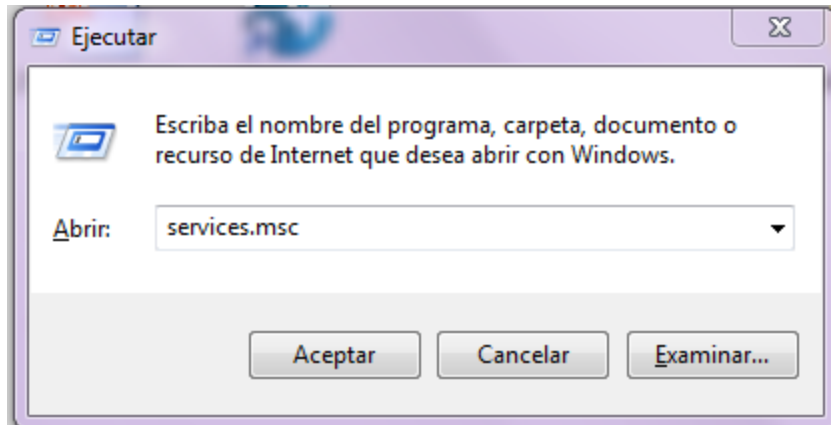 Ejecutar
Escriba el nombre del programa, carpeta, documento o
recurso de Internet que desea abrir con Windows.
Abrir: services.msc
Aceptar Cancelar Examinar...